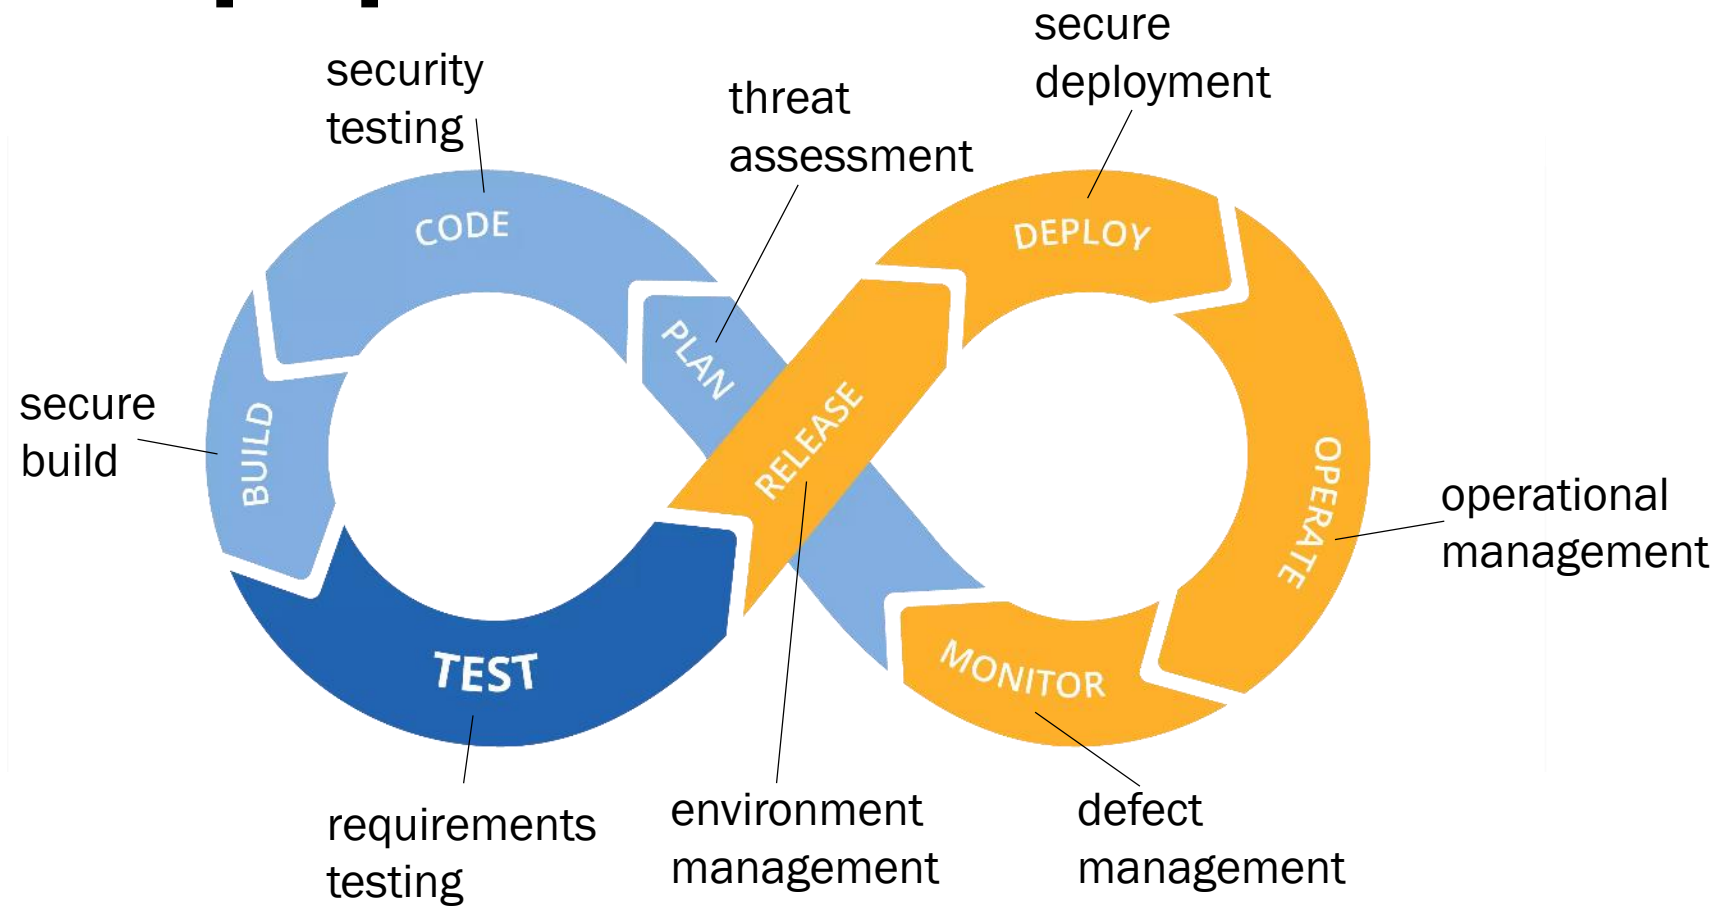 secure
deployment
security
testing
threat
assessment
CODE
DEPLOY
PLAN
RELEASE
BUILD
OPERATE
secure
build
operational
management
TEST
MONITOR
requirements
testing
environment
management
defect
management